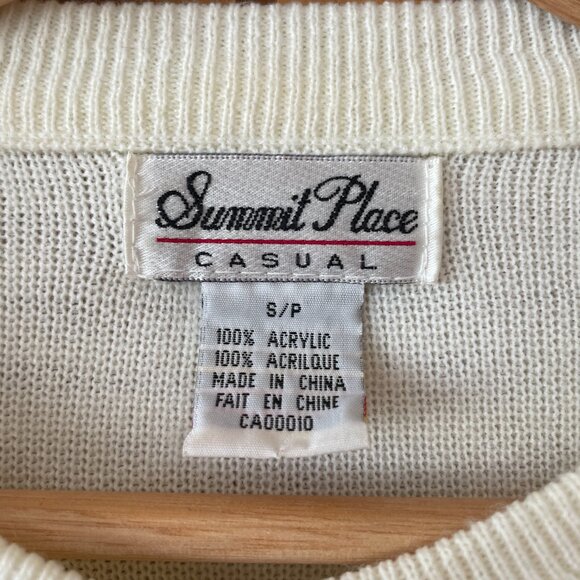 Summit Place
CASUAL
S/P
100% ACRYLIC
100% ACRILQUE
MADE IN CHINA
FAIT EN CHINE
CA00010